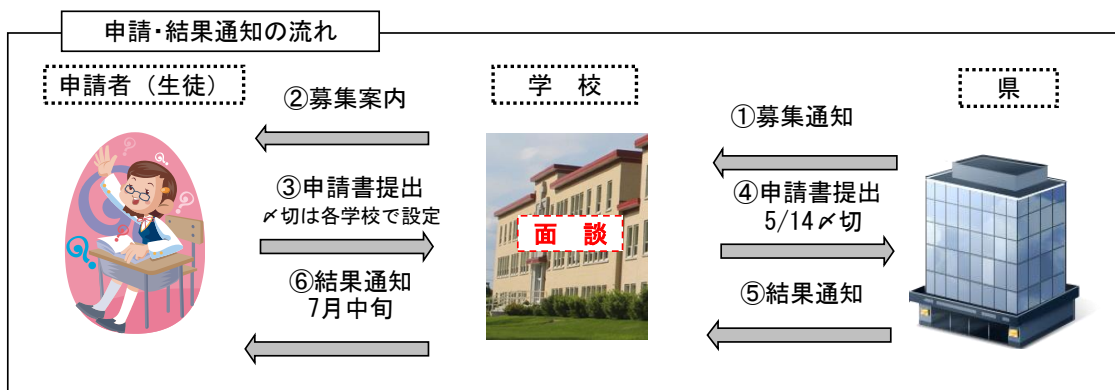 申請・結果通知の流れ
申請者（生徒）
学　校
県
②募集案内
①募集通知
③申請書提出
〆切は各学校で設定
④申請書提出
5/14〆切
面　談
⑥結果通知
7月中旬
⑤結果通知